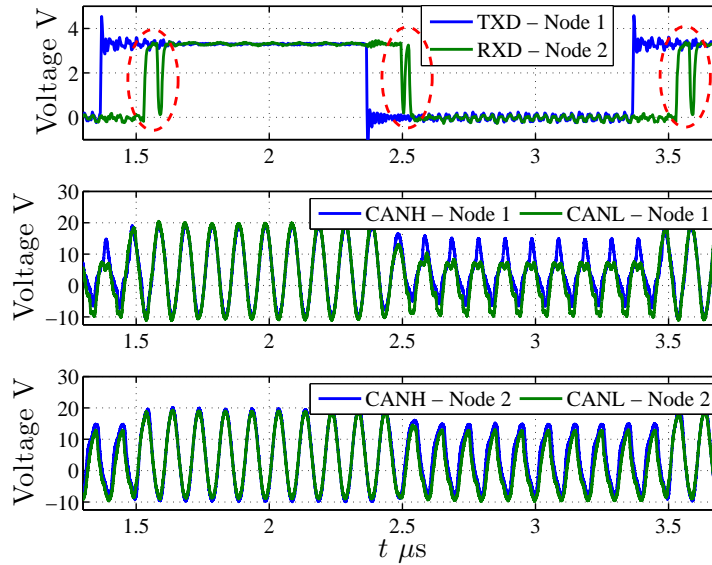 Voltage V
4
2
0
TXD – Node 1
RXD – Node 2
1.5
2
2.5
3
3.5
Voltage V
30
20
10
0
−10
CANH – Node 1
CANL – Node 1
1.5
2
2.5
3
3.5
Voltage V
30
20
10
0
−10
CANH – Node 2
CANL – Node 2
1.5
2
2.5
3
3.5
t μs